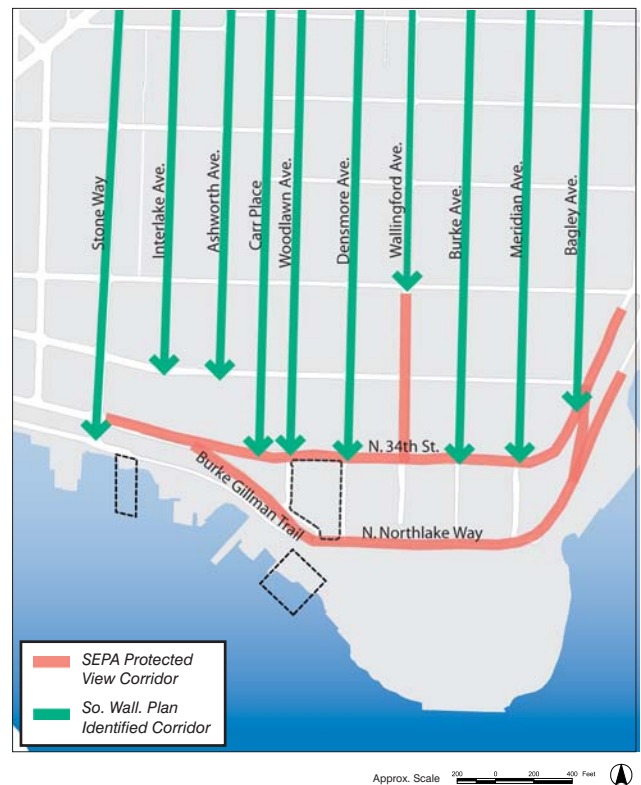 Stone Way
Interlake Ave.
Ashworth Ave.
Carr Place
Woodlawn Ave.
Densmore Ave.
Wallingford Ave.
Burke Ave.
Meridian Ave.
Bagley Ave.
N. 34th St.
Burke Gillman Trail
N. Northlake Way
SEPA Protected
View Corridor
So. Wall. Plan
Identified Corridor
Approx. Scale 200 0 200 400 Feet